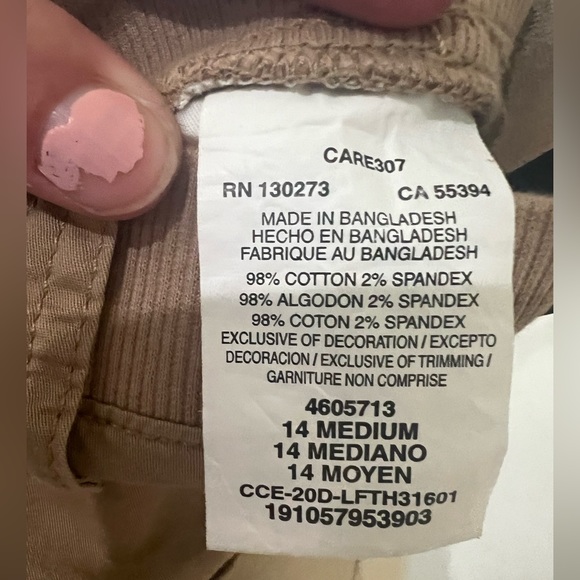 CARE307
RN 130273 CA 55394
MADE IN BANGLADESH
HECHO EN BANGLADESH
FABRIQUE AU BANGLADESH
98% COTTON 2% SPANDEX
98% ALGODON 2% SPANDEX
98% COTON 2% SPANDEX
EXCLUSIVE OF DECORATION / EXCEPTO
DECORACION / EXCLUSIVE OF TRIMMING /
GARNITURE NON COMPRISE
4605713
14 MEDIUM
14 MEDIANO
14 MOYEN
CCE-20D-LFTH31601
191057953903